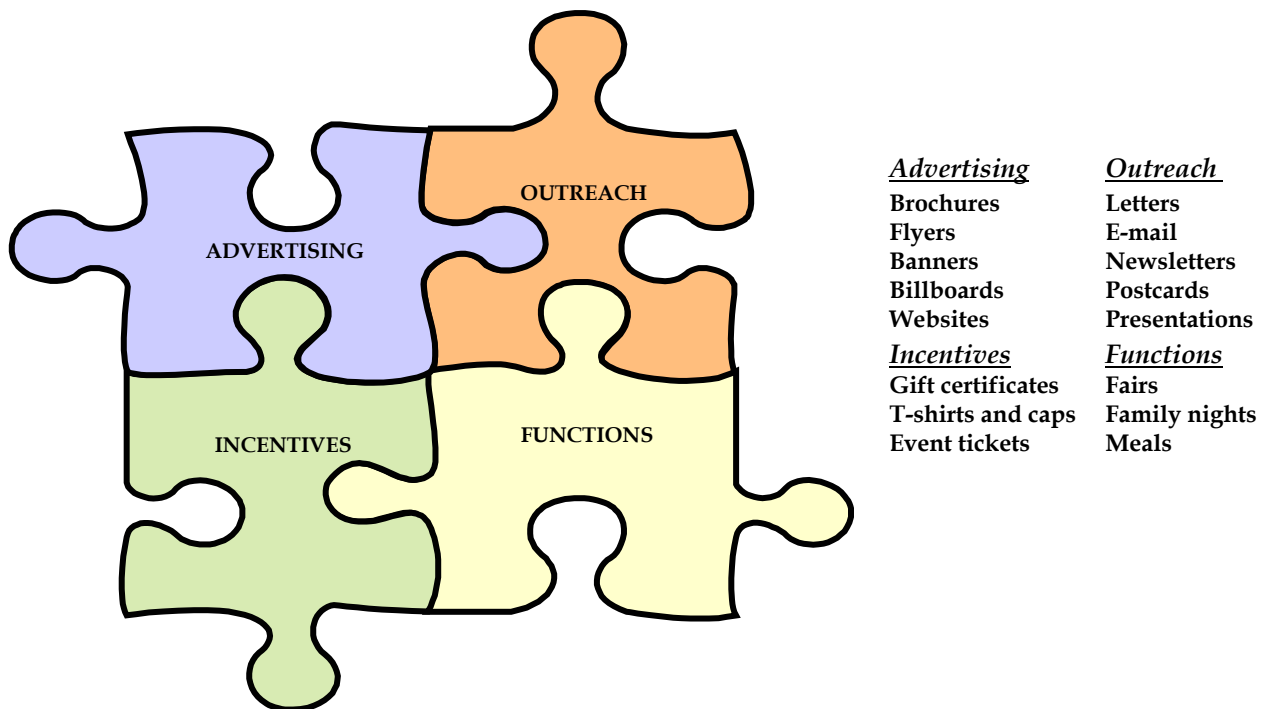 OUTREACH
ADVERTISING
INCENTIVES
FUNCTIONS
Advertising
Brochures
Flyers
Banners
Billboards
Websites
Outreach
Letters
E-mail
Newsletters
Postcards
Presentations
Incentives
Gift certificates
T-shirts and caps
Event tickets
Functions
Fairs
Family nights
Meals